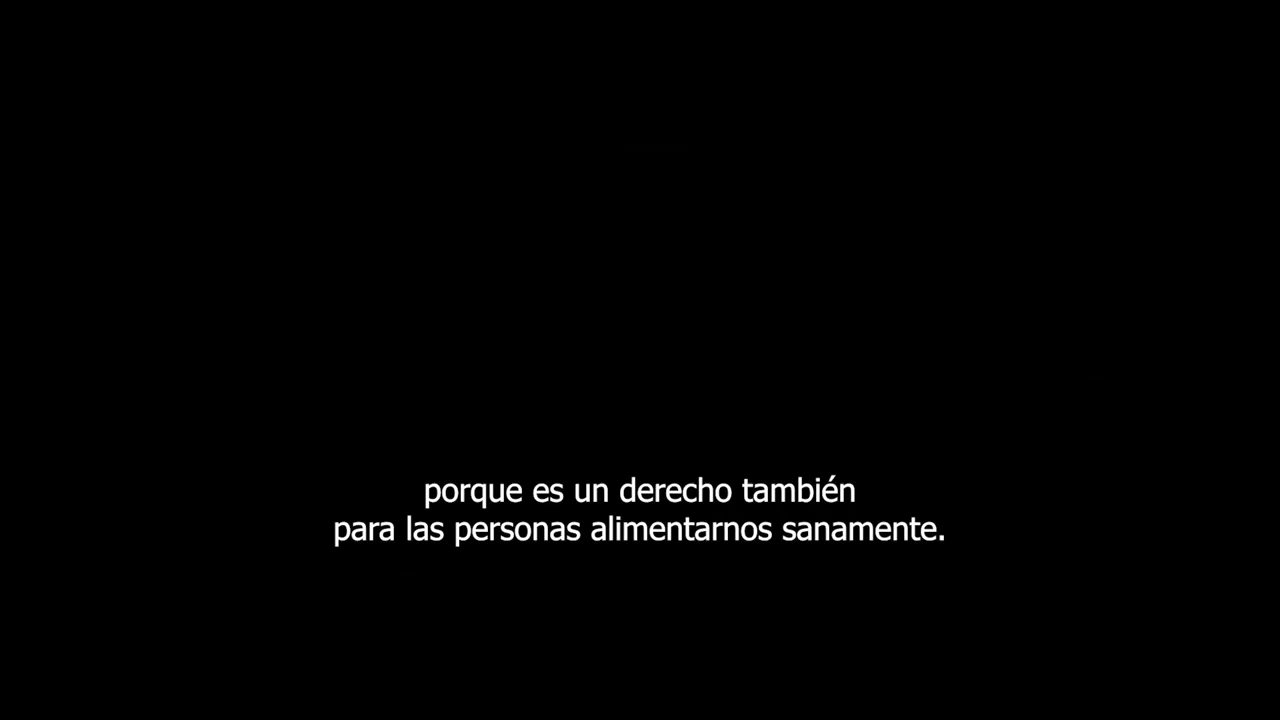 porque es un derecho también
para las personas alimentarnos sanamente.